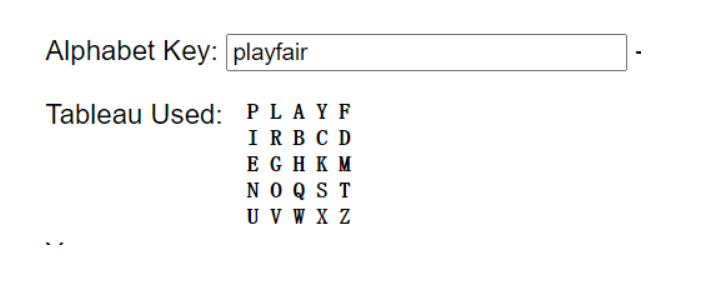 Alphabet Key: playfair -
Tableau Used: P L A Y F
I R B C D
E G H K M
N O Q S T
U V W X Z